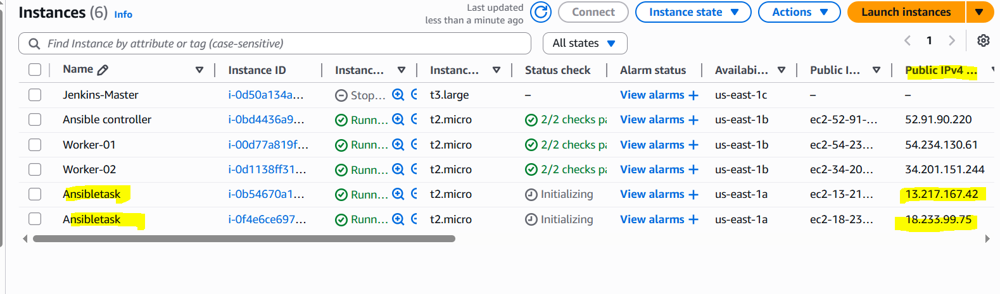 Instances (6) Info
Last updated
less than a minute ago
Connect
Instance state
Actions
Launch instances
Find Instance by attribute or tag (case-sensitive)
All states
1
Name Instance ID Instanc... Instanc... Status check Alarm status Availabi... Public I... Public IPv4 ...
Jenkins-Master i-0d50a134a... Stop... t3.large – View alarms + us-east-1c – –
Ansible controller i-0bd4436a9... Runn... t2.micro 2/2 checks pa View alarms + us-east-1b ec2-52-91-... 52.91.90.220
Worker-01 i-00d77a819f... Runn... t2.micro 2/2 checks pa View alarms + us-east-1b ec2-54-23... 54.234.130.61
Worker-02 i-0d1138ff31... Runn... t2.micro 2/2 checks pa View alarms + us-east-1b ec2-34-20... 34.201.151.244
Ansibletask i-0b54670a1... Runn... t2.micro Initializing View alarms + us-east-1a ec2-13-21... 13.217.167.42
Ansibletask i-0f4e6ce697... Runn... t2.micro Initializing View alarms + us-east-1a ec2-18-23... 18.233.99.75